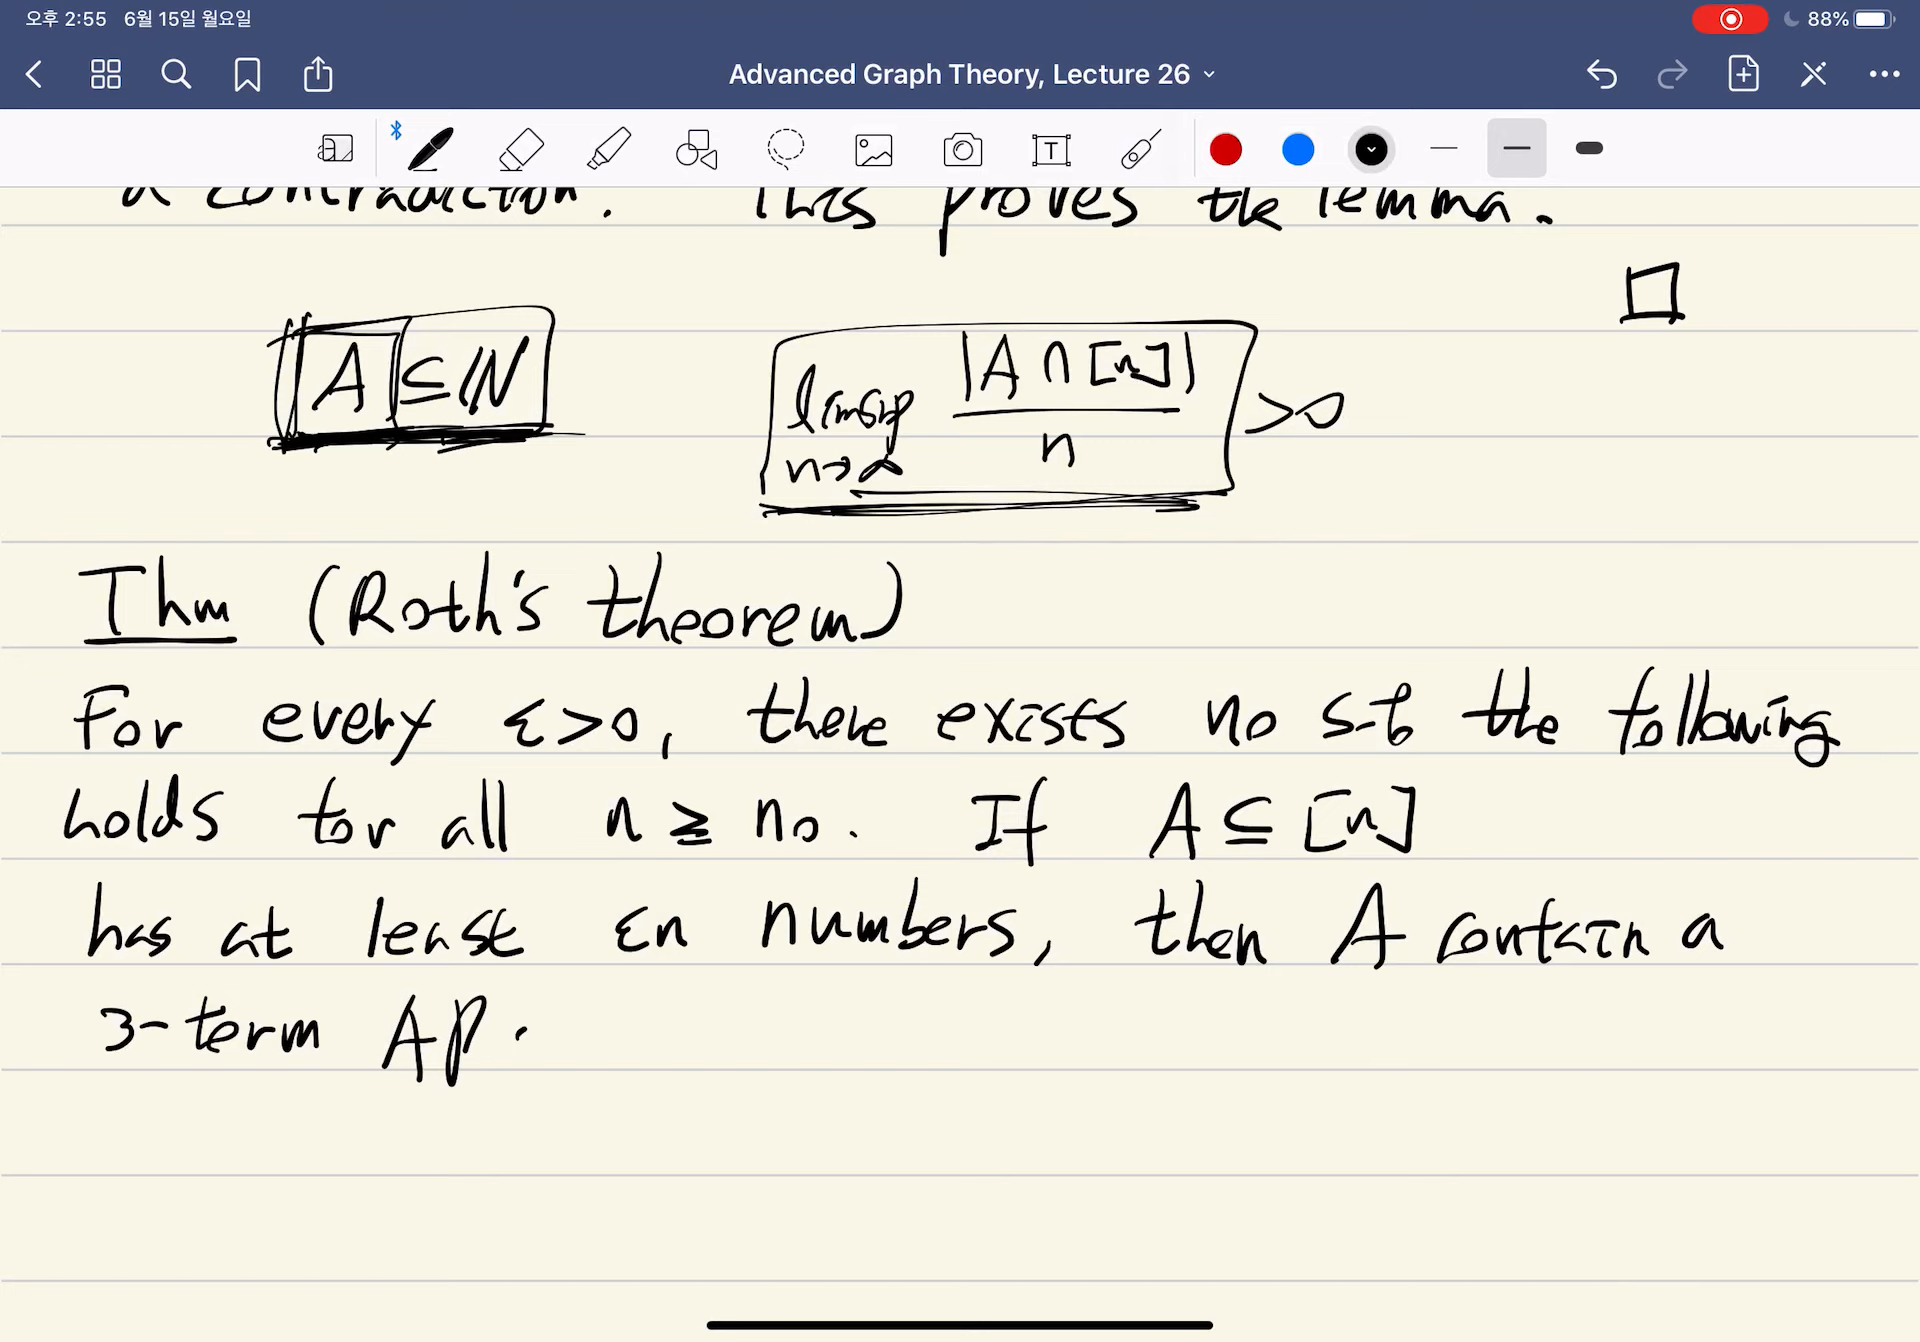 오후 2:55 6월 15일 월요일
88%
Advanced Graph Theory, Lecture 26
a contradiction. This proves the lemma.
□
A ⊆ ℕ
limsup n→∞ |A ∩ [n]| / n > 0
Thm (Roth's theorem)
For every ε>0, there exists n₀ s.t the following
holds for all n ≥ n₀. If A ⊆ [n]
has at least εn numbers, then A contain a
3-term AP.